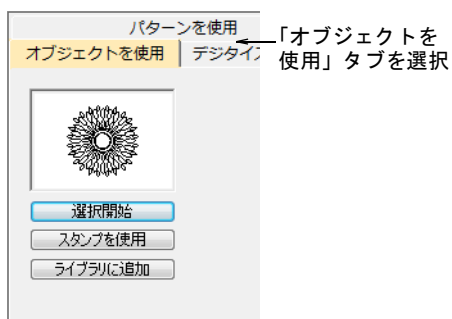 パターンを使用
オブジェクトを使用
デジタイ
「オブジェクトを
使用」タブを選択
選択開始
スタンプを使用
ライブラリに追加